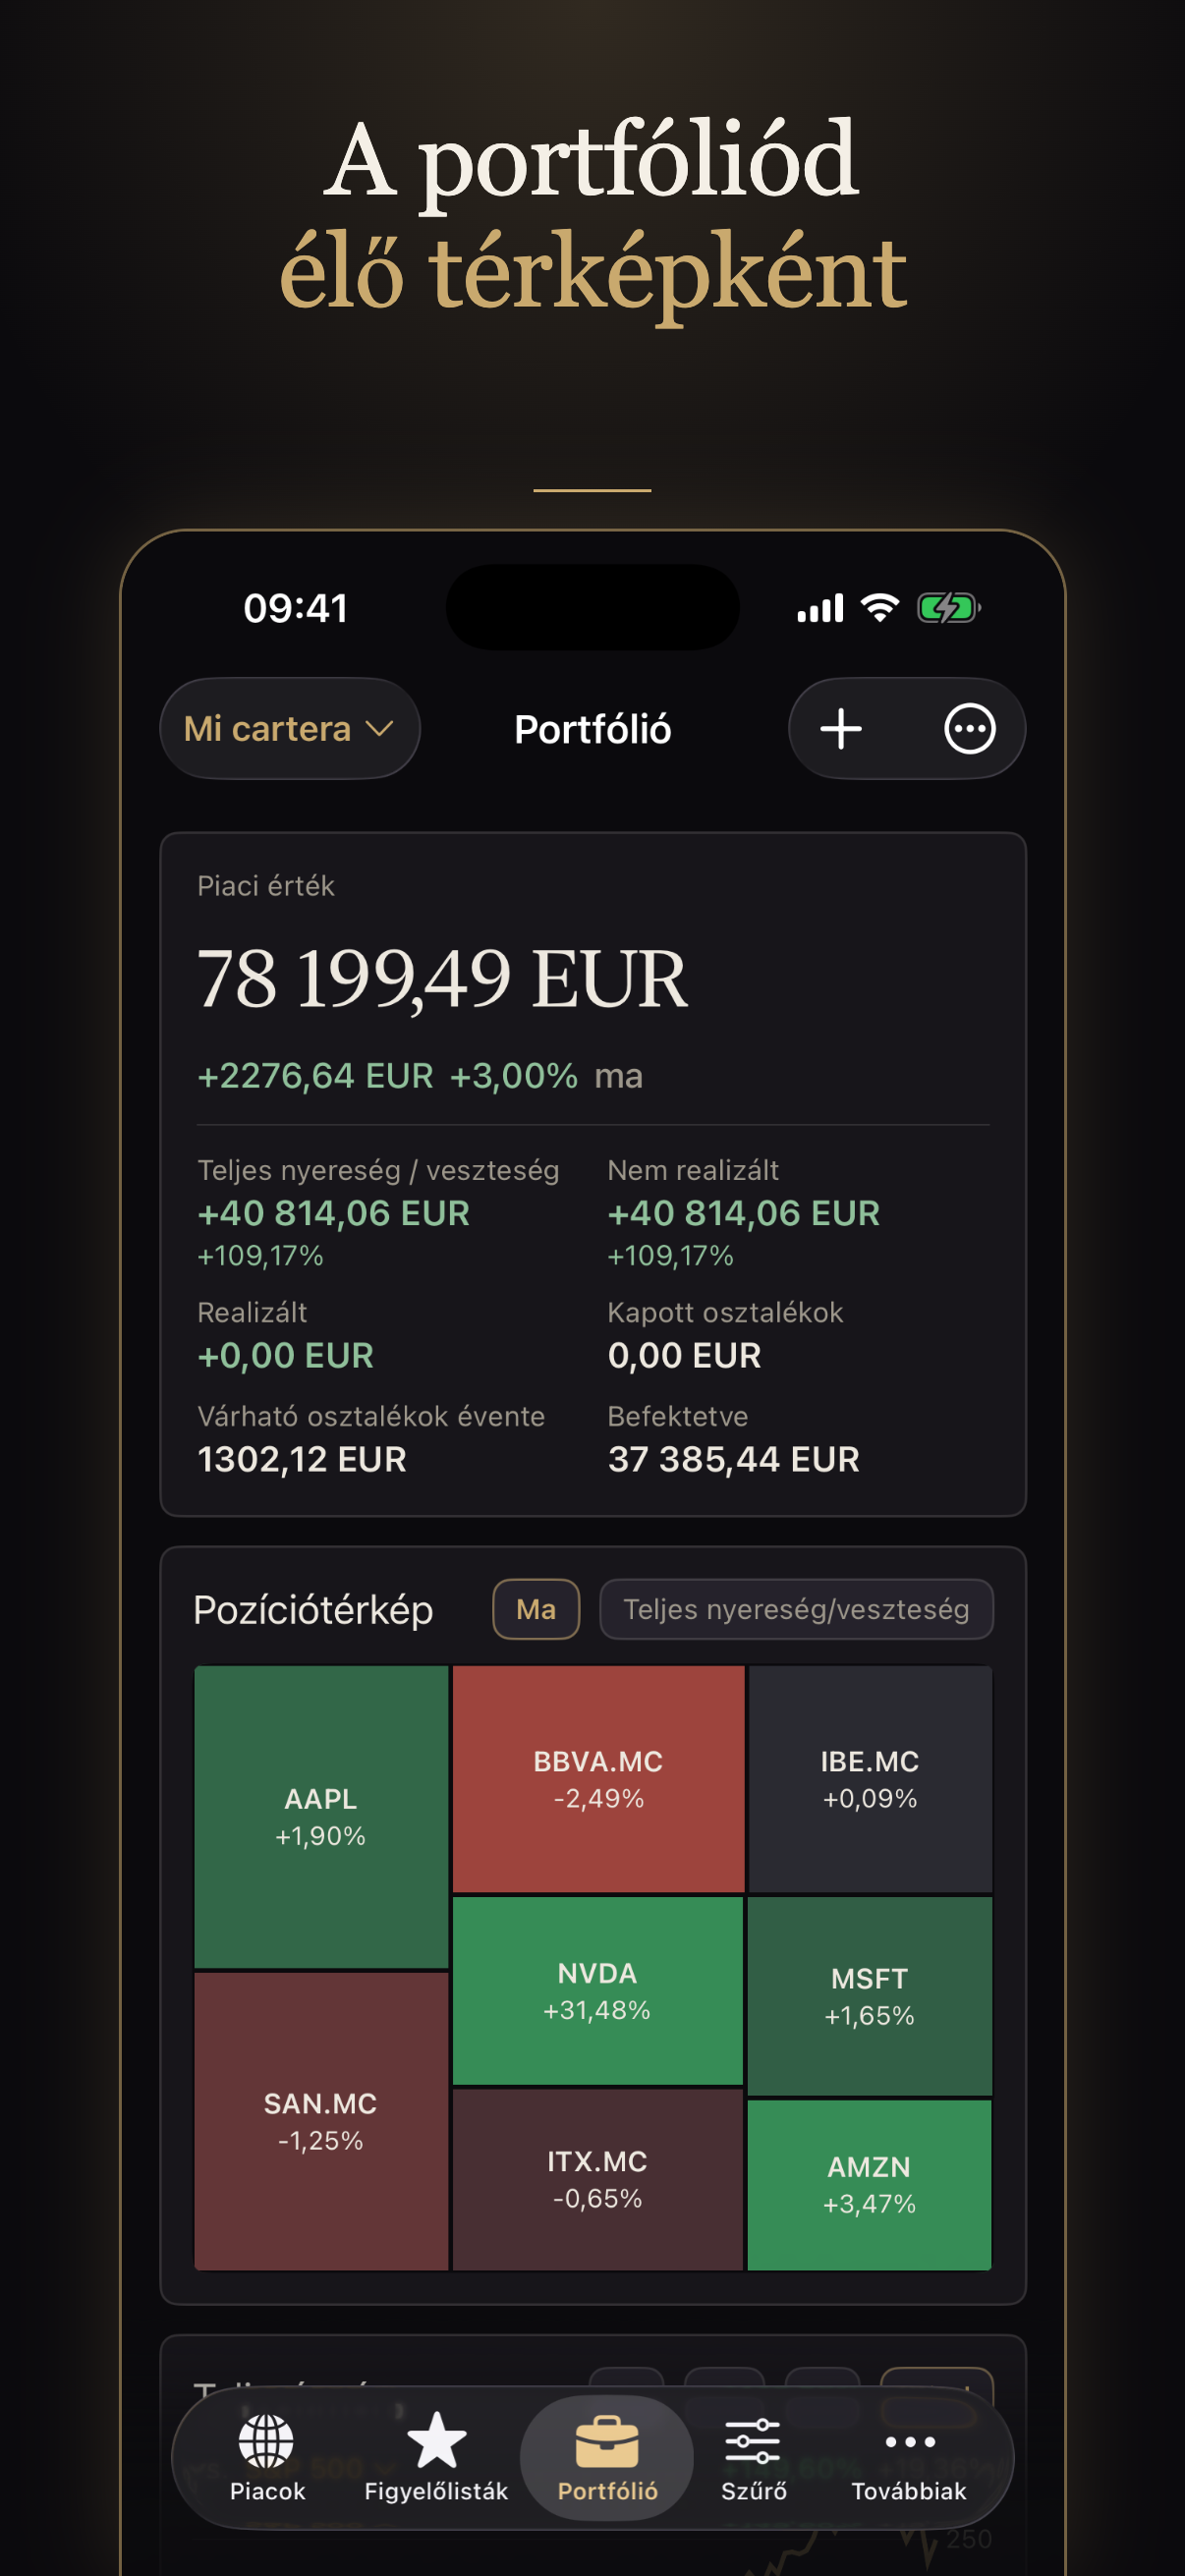 A portfóliód
élő térképként
09:41
Mi cartera
Portfólió
Piaci érték
78 199,49 EUR
+2276,64 EUR +3,00% ma
Teljes nyereség / veszteség
Nem realizált
+40 814,06 EUR
+40 814,06 EUR
+109,17%
+109,17%
Realizált
Kapott osztalékok
+0,00 EUR
0,00 EUR
Várható osztalékok évente
Befektetve
1302,12 EUR
37 385,44 EUR
Pozíciótérkép
Ma
Teljes nyereség/veszteség
AAPL
+1,90%
BBVA.MC
-2,49%
IBE.MC
+0,09%
NVDA
+31,48%
MSFT
+1,65%
SAN.MC
-1,25%
ITX.MC
-0,65%
AMZN
+3,47%
Piacok
Figyelőlisták
Portfólió
Szűrő
Továbbiak
250